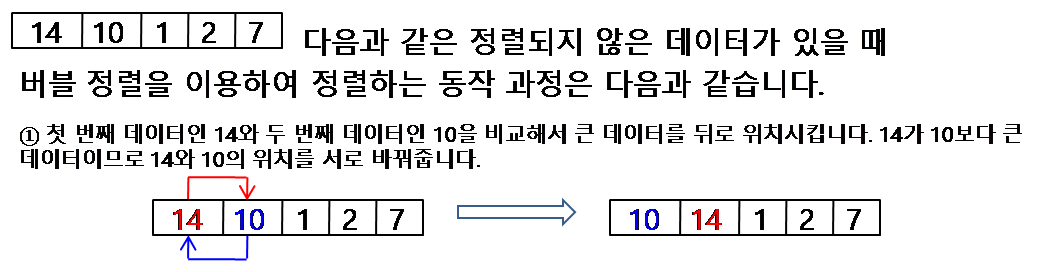 14 10 1 2 7 다음과 같은 정렬되지 않은 데이터가 있을 때
버블 정렬을 이용하여 정렬하는 동작 과정은 다음과 같습니다.
① 첫 번째 데이터인 14와 두 번째 데이터인 10을 비교해서 큰 데이터를 뒤로 위치시킵니다. 14가 10보다 큰
데이터이므로 14와 10의 위치를 서로 바꿔줍니다.
14 10 1 2 7 10 14 1 2 7